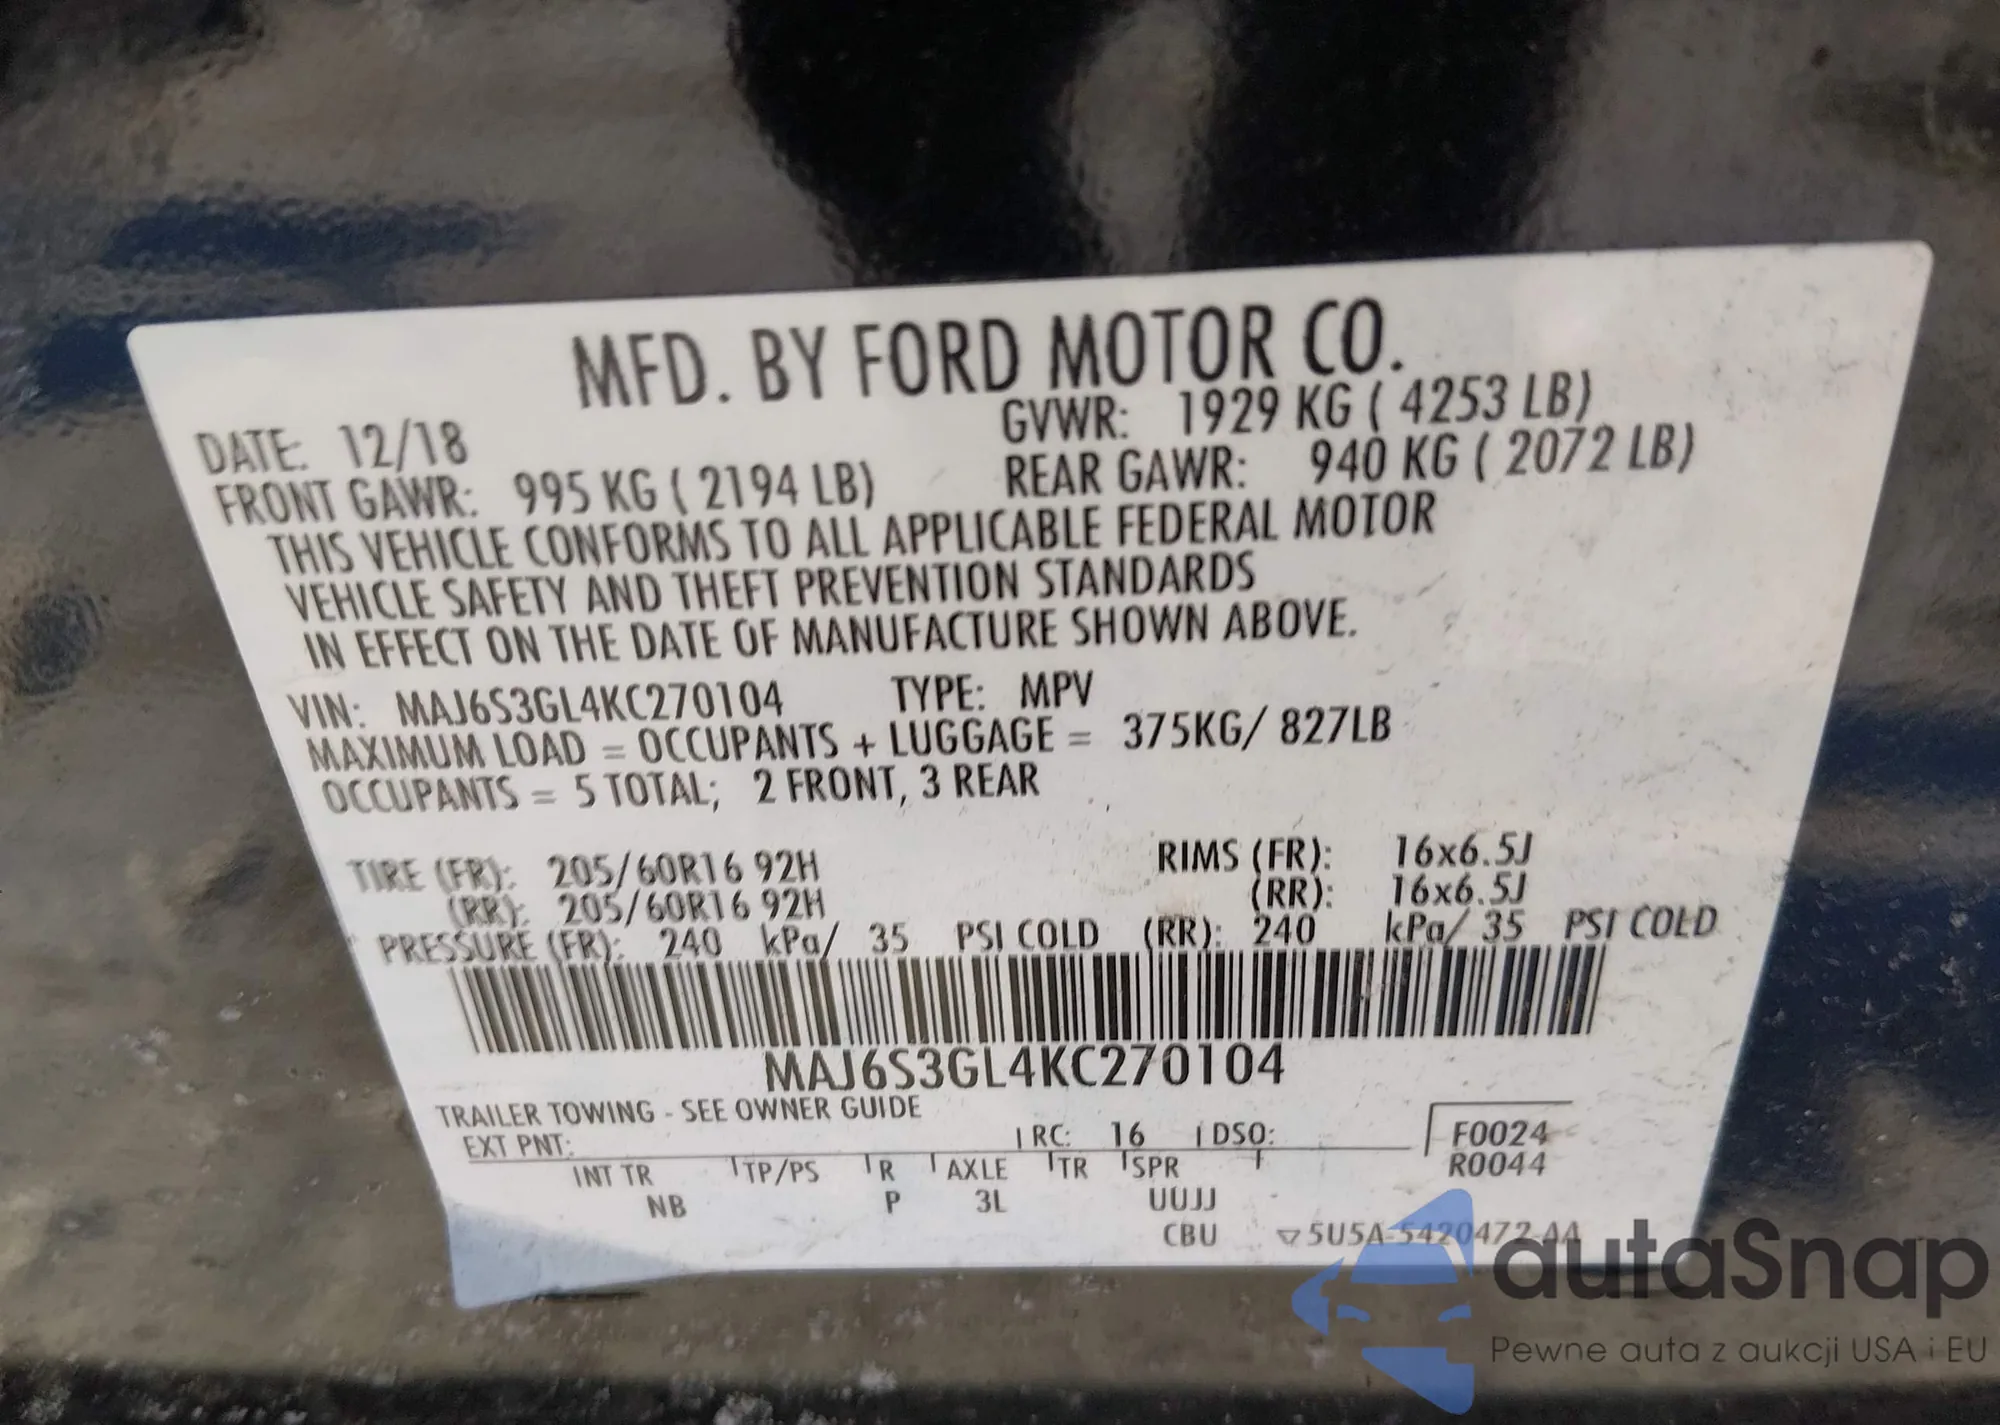 MFD. BY FORD MOTOR CO.
DATE: 12/18 GVWR: 1929 KG ( 4253 LB)
FRONT GAWR: 995 KG ( 2194 LB) REAR GAWR: 940 KG ( 2072 LB)
THIS VEHICLE CONFORMS TO ALL APPLICABLE FEDERAL MOTOR
VEHICLE SAFETY AND THEFT PREVENTION STANDARDS
IN EFFECT ON THE DATE OF MANUFACTURE SHOWN ABOVE.
VIN: MAJ6S3GL4KC270104 TYPE: MPV
MAXIMUM LOAD = OCCUPANTS + LUGGAGE = 375KG/ 827LB
OCCUPANTS = 5 TOTAL; 2 FRONT, 3 REAR
TIRE (FR): 205/60R16 92H RIMS (FR): 16x6.5J
(RR): 205/60R16 92H (RR): 16x6.5J
PRESSURE (FR): 240 kPa/ 35 PSI COLD (RR): 240 kPa/ 35 PSI COLD
MAJ6S3GL4KC270104
TRAILER TOWING - SEE OWNER GUIDE
EXT PNT: RC: 16 DSO: F0024
INT TR TP/PS R AXLE TR SPR R0044
NB P 3L UUJJ
CBU 5U5A-5420472-AA
autaSnap
Pewne auta z aukcji USA i EU